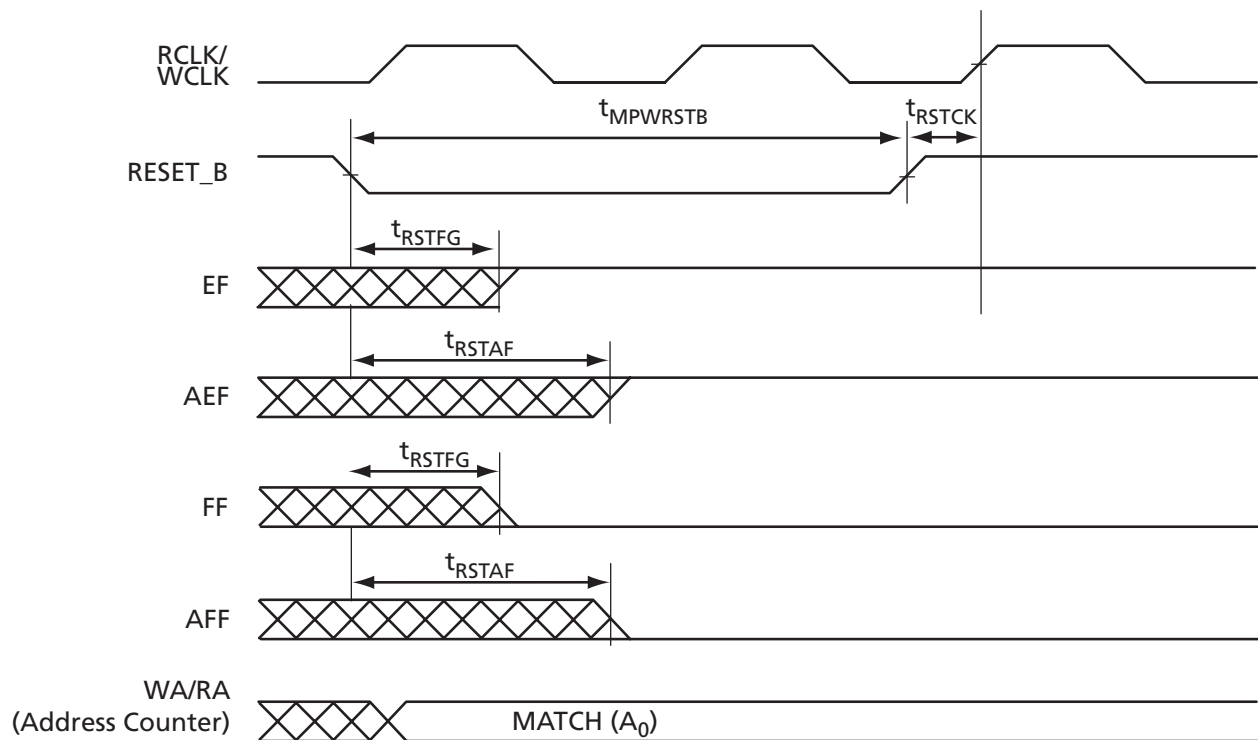 RCLK/
WCLK
tMPWRSTB
tRSTCK
RESET_B
tRSTFG
EF
tRSTAF
AEF
tRSTFG
FF
tRSTAF
AFF
WA/RA
(Address Counter)
MATCH (A0)